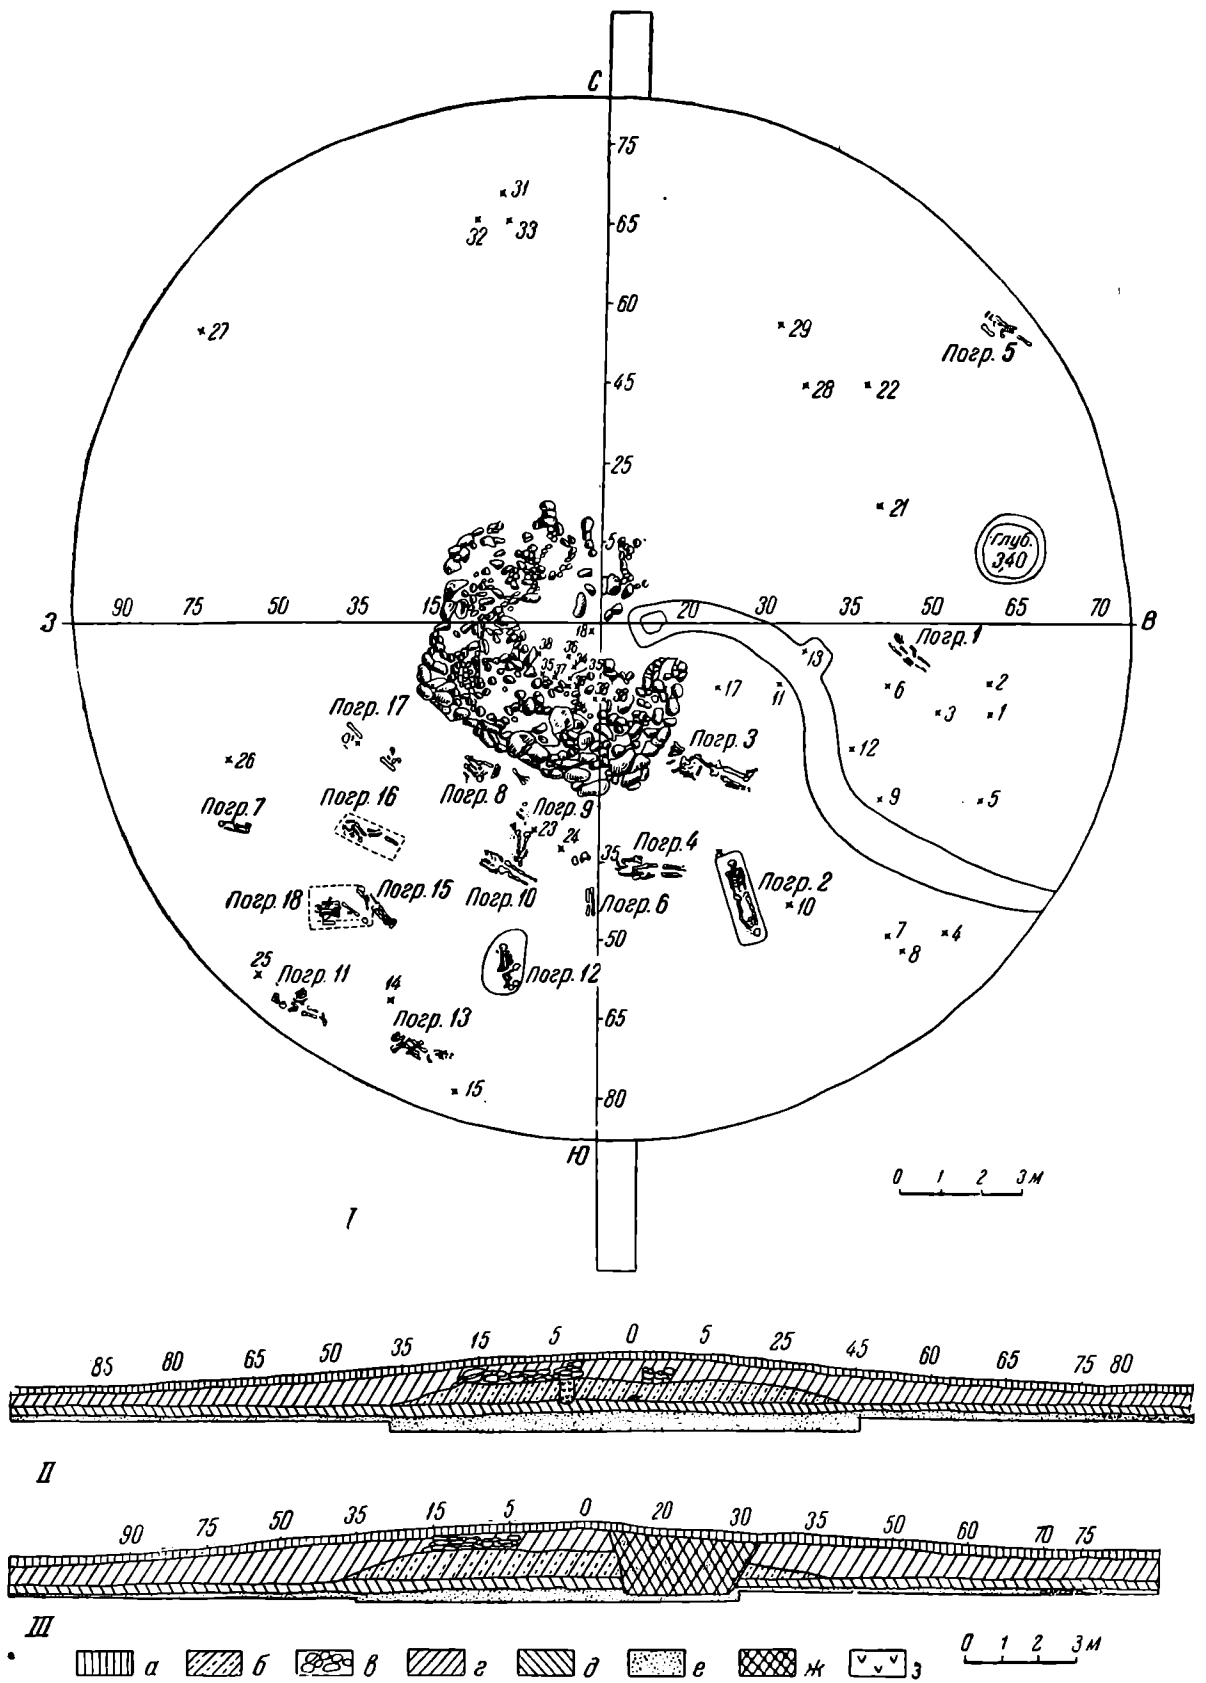 С
75
31
65
32 33
60
27
29
Погр. 5
45
28 22
25
21
5
Глуб.
3,40
З 90 75 50 35 15 20 30 35 50 65 70 В
18
Погр. 1
13
38 36
34
35 37 35
38 38
17 11 6 2
3 1
Погр. 17
Погр. 3
12
26
Погр. 16 Погр. 8
9 5
Погр. 7 Погр. 9
23 24
35 Погр. 4
Погр. 2
Погр. 18 Погр. 15 Погр. 10 Погр. 6 10
7 4
50 8
25 Погр. 11 14 Погр. 12
Погр. 13 65
15
80
Ю
0 1 2 3 м
I
85 80 65 50 35 15 5 0 5 25 45 60 65 75 80
II
90 75 50 35 15 5 0 20 30 35 50 60 70 75
III
а б в г д е ж з
0 1 2 3 м